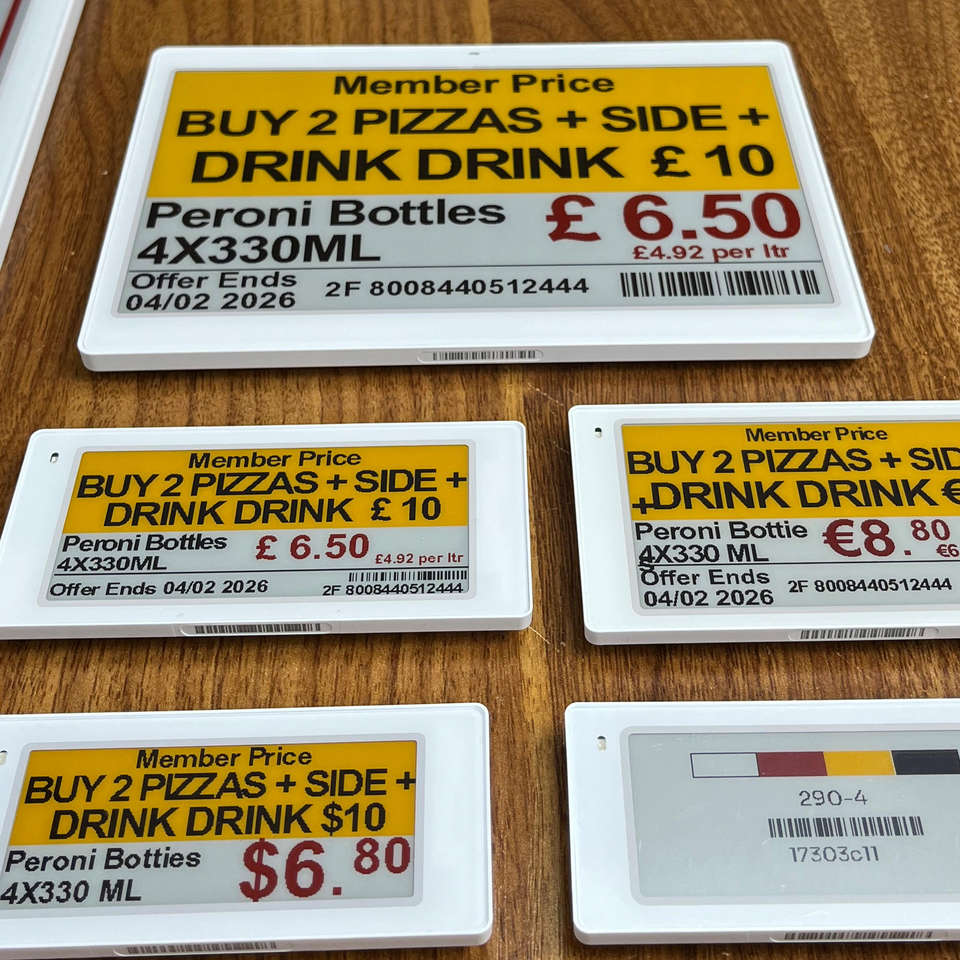 Member Price
BUY 2 PIZZAS + SIDE +
DRINK DRINK £ 10
Peroni Bottles
4X330ML
£ 6.50
£4.92 per ltr
Offer Ends
04/02 2026
2F 8008440512444
Member Price
BUY 2 PIZZAS + SIDE +
DRINK DRINK £ 10
Peroni Bottles
4X330ML
£ 6.50
£4.92 per ltr
Offer Ends 04/02 2026
2F 8008440512444
Member Price
BUY 2 PIZZAS + SID
+DRINK DRINK €
Peroni Bottie
4X330 ML
€8.80
€6
Offer Ends
04/02 2026
2F 8008440512444
Member Price
BUY 2 PIZZAS + SIDE +
DRINK DRINK $10
Peroni Botties
4X330 ML
$6.80
290-4
17303c11